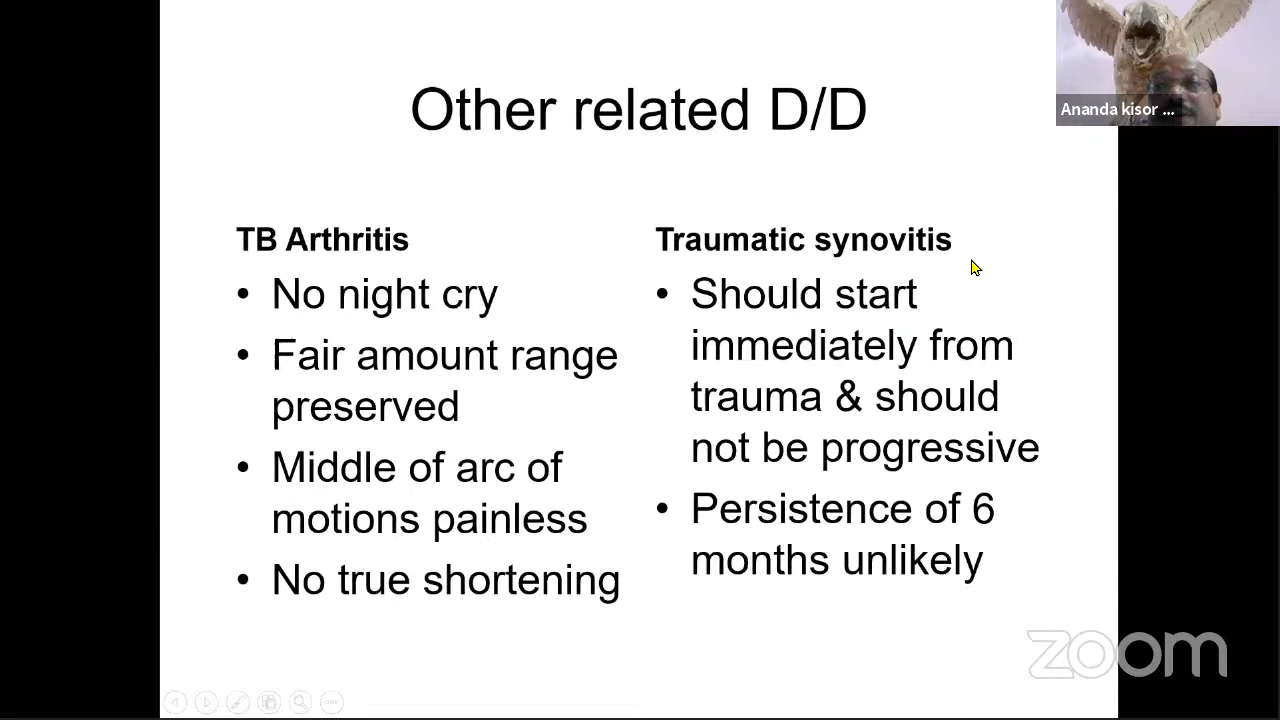 Other related D/D
Ananda kisor ...
TB Arthritis
• No night cry
• Fair amount range
preserved
• Middle of arc of
motions painless
• No true shortening
Traumatic synovitis
• Should start
immediately from
trauma & should
not be progressive
• Persistence of 6
months unlikely
zoom